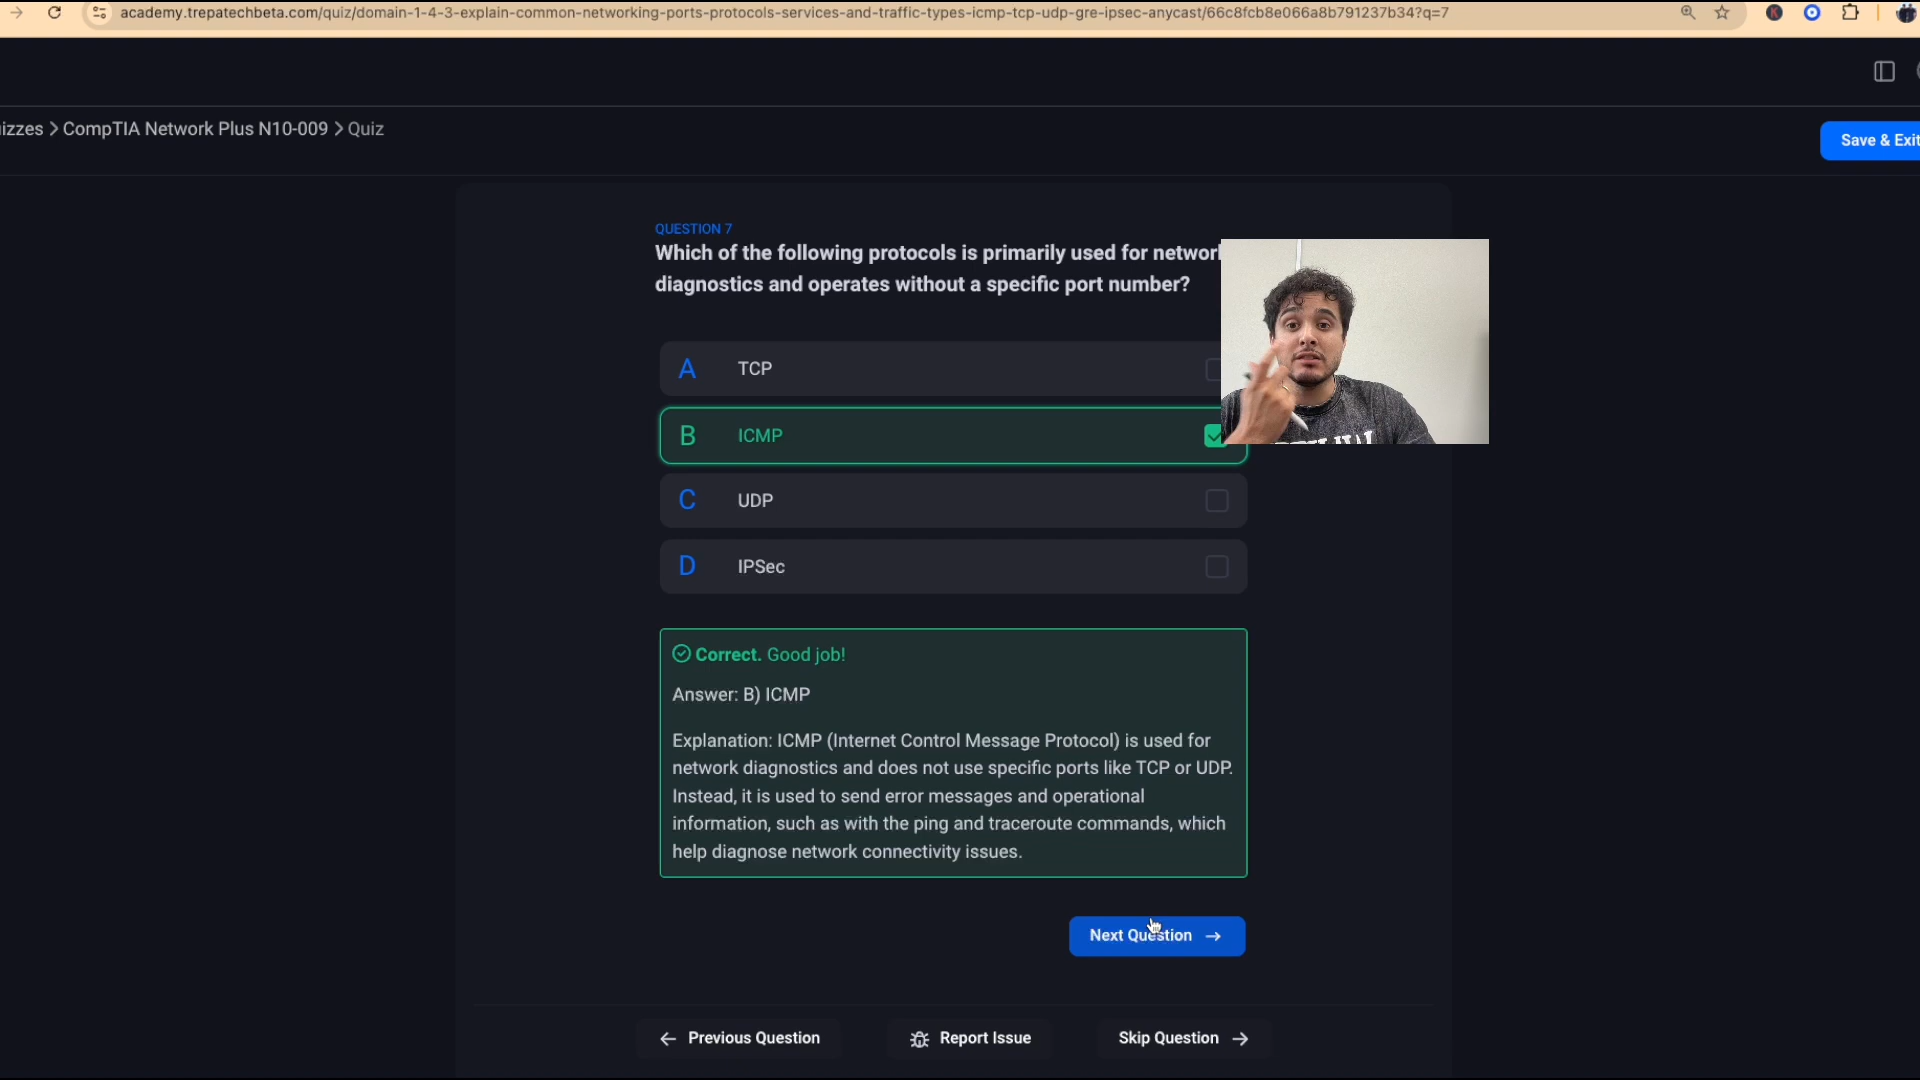 academy.trepatechbeta.com/quiz/domain-1-4-3-explain-common-networking-ports-protocols-services-and-traffic-types-icmp-tcp-udp-gre-ipsec-anycast/66c8fcb8e066a8b791237b34?q=7
K
izzes > CompTIA Network Plus N10-009 > Quiz
Save & Exit
QUESTION 7
Which of the following protocols is primarily used for network
diagnostics and operates without a specific port number?
A TCP
B ICMP
C UDP
D IPSec
Correct. Good job!
Answer: B) ICMP
Explanation: ICMP (Internet Control Message Protocol) is used for
network diagnostics and does not use specific ports like TCP or UDP.
Instead, it is used to send error messages and operational
information, such as with the ping and traceroute commands, which
help diagnose network connectivity issues.
Next Question →
← Previous Question
Report Issue
Skip Question →